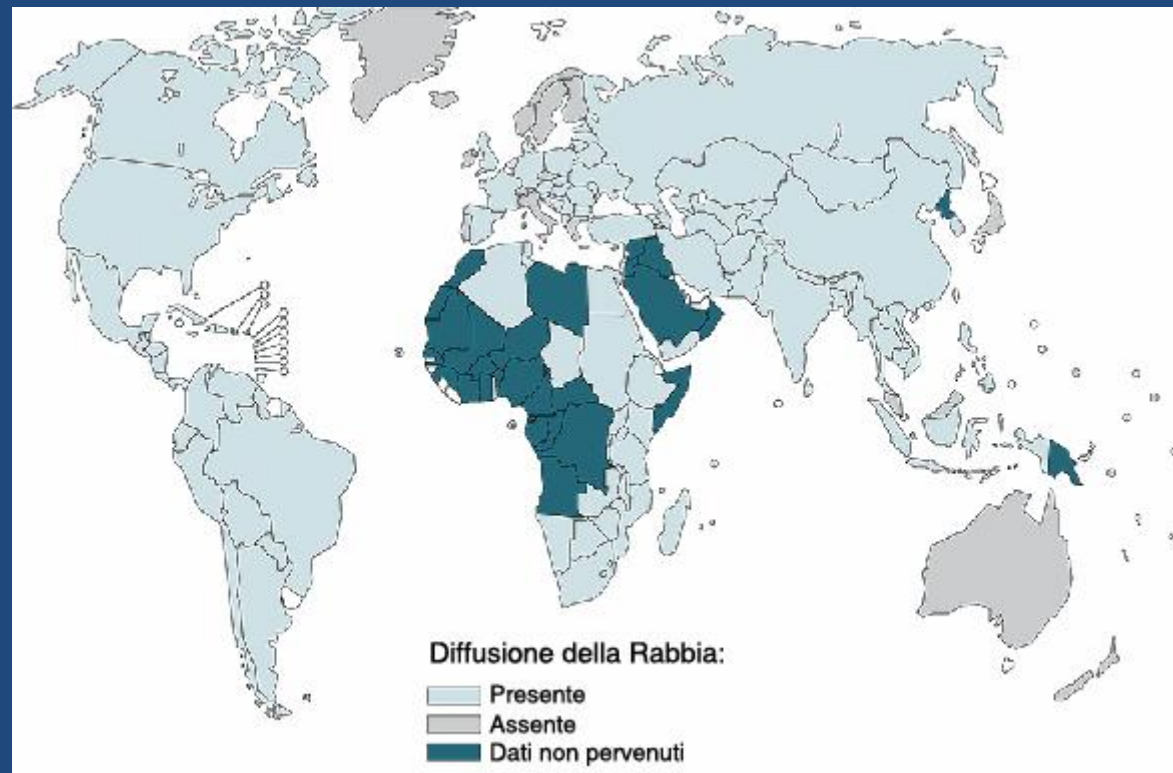 Diffusione della Rabbia:
Presente
Assente
Dati non pervenuti